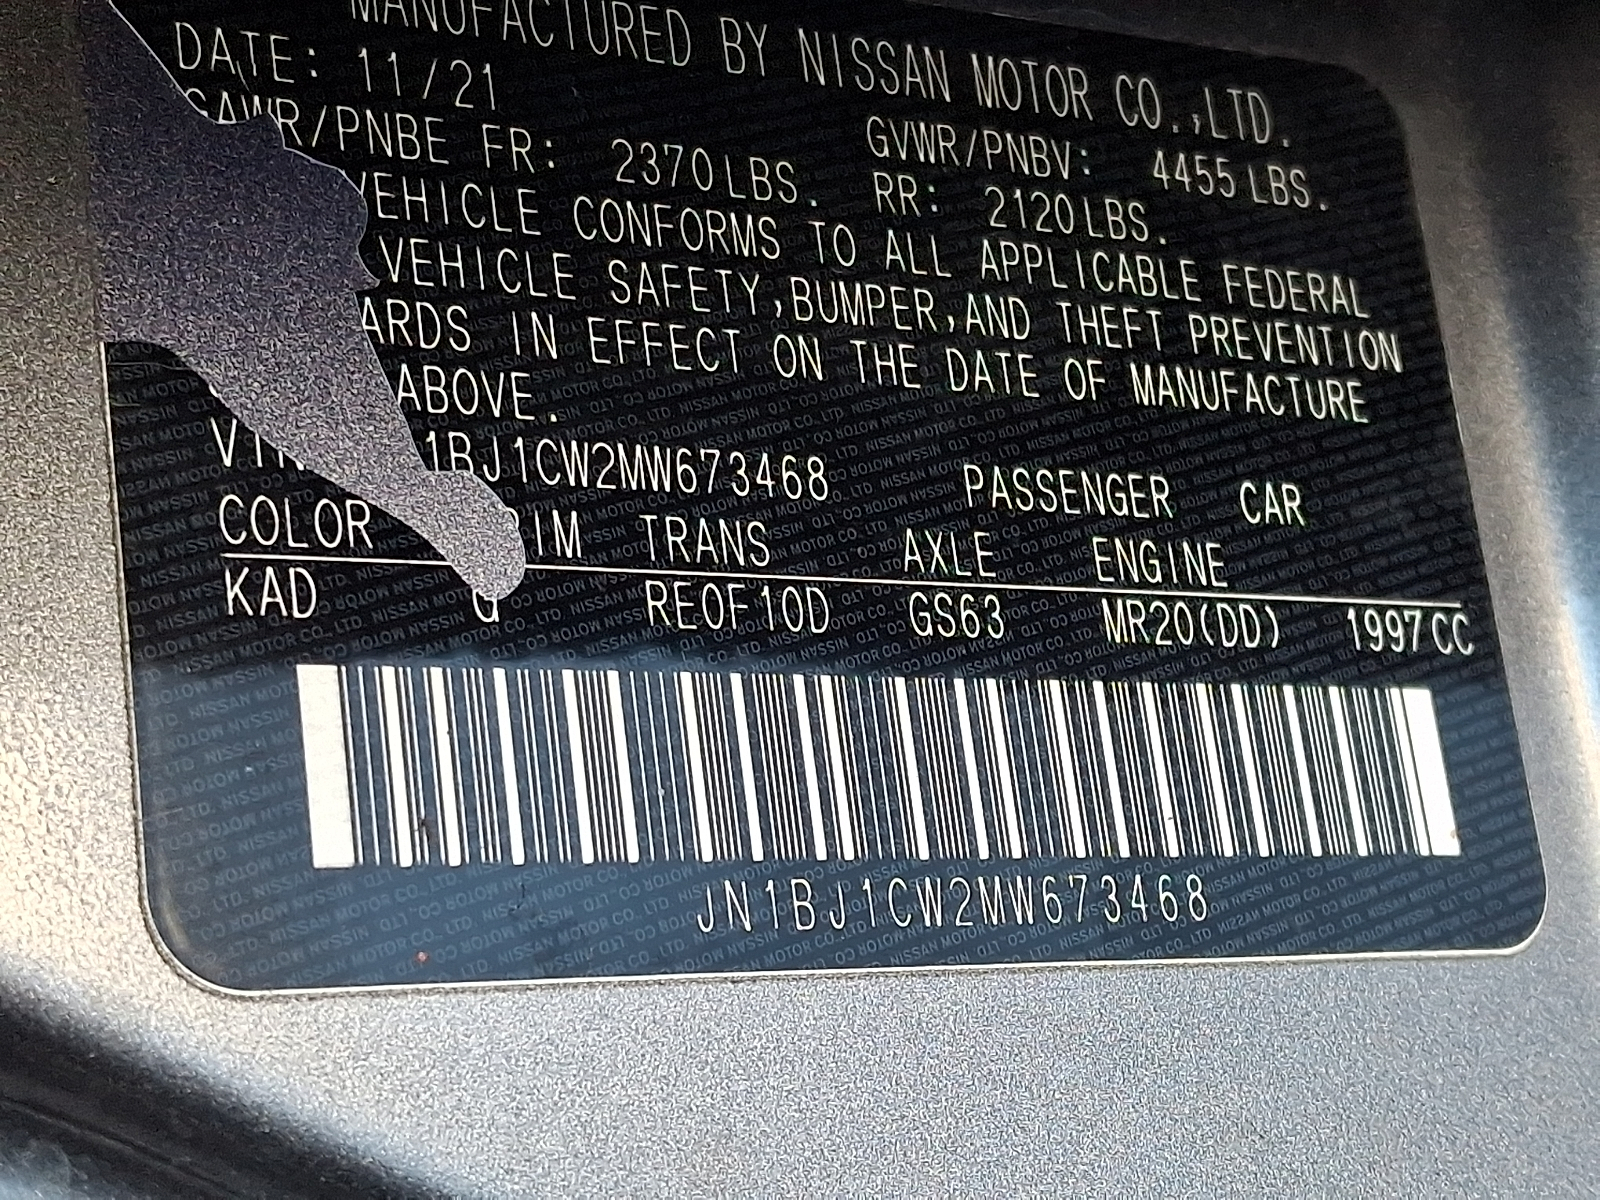 MANUFACTURED BY NISSAN MOTOR CO.,LTD.
DATE: 11/21 GVWR/PNBV: 4455 LBS.
GAWR/PNBE FR: 2370 LBS. RR: 2120 LBS.
VEHICLE CONFORMS TO ALL APPLICABLE FEDERAL
VEHICLE SAFETY,BUMPER,AND THEFT PREVENTION
ARDS IN EFFECT ON THE DATE OF MANUFACTURE
ABOVE.
1BJ1CW2MW673468 PASSENGER CAR
COLOR IM TRANS AXLE ENGINE
KAD G RE0F10D GS63 MR20(DD) 1997CC
JN1BJ1CW2MW673468